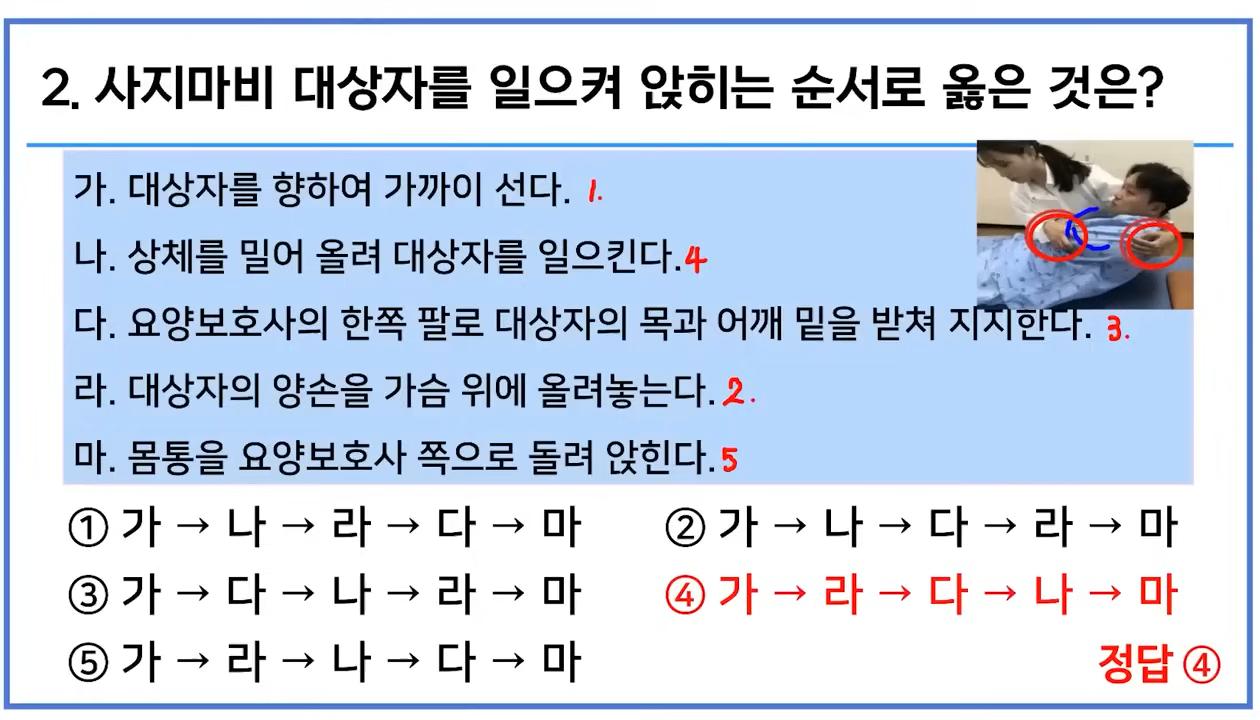 2. 사지마비 대상자를 일으켜 앉히는 순서로 옳은 것은?
가. 대상자를 향하여 가까이 선다. 1.
나. 상체를 밀어 올려 대상자를 일으킨다. 4
다. 요양보호사의 한쪽 팔로 대상자의 목과 어깨 밑을 받쳐 지지한다. 3.
라. 대상자의 양손을 가슴 위에 올려놓는다. 2.
마. 몸통을 요양보호사 쪽으로 돌려 앉힌다. 5
① 가 → 나 → 라 → 다 → 마
② 가 → 나 → 다 → 라 → 마
③ 가 → 다 → 나 → 라 → 마
④ 가 → 라 → 다 → 나 → 마
⑤ 가 → 라 → 나 → 다 → 마
정답 ④